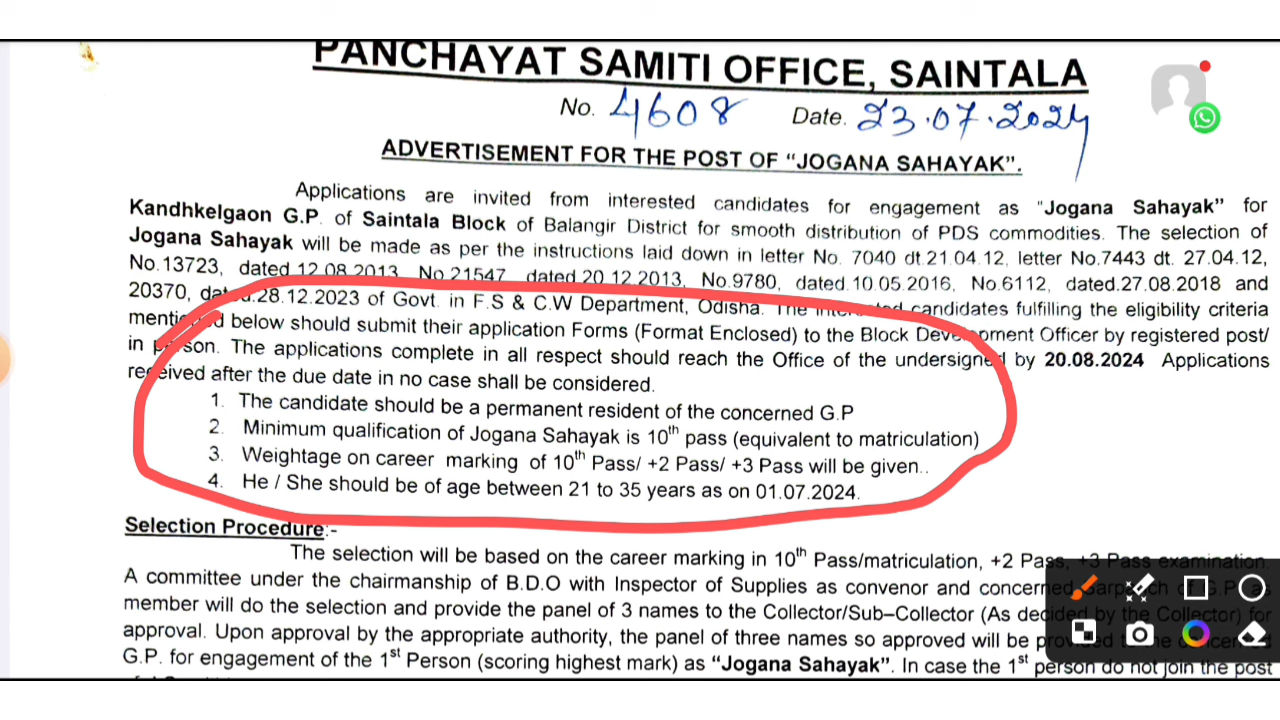 PANCHAYAT SAMITI OFFICE, SAINTALA
No. 4608 Date. 23.07.2024
ADVERTISEMENT FOR THE POST OF "JOGANA SAHAYAK".
Applications are invited from interested candidates for engagement as "Jogana Sahayak" for
Kandhkelgaon G.P. of Saintala Block of Balangir District for smooth distribution of PDS commodities. The selection of
Jogana Sahayak will be made as per the instructions laid down in letter No. 7040 dt.21.04.12, letter No.7443 dt. 27.04.12,
No.13723, dated 12.08.2013, No.21547, dated 20.12.2013, No.9780, dated.10.05.2016, No.6112, dated.27.08.2018 and
20370, dated.28.12.2023 of Govt. in F.S & C.W Department, Odisha. The interested candidates fulfilling the eligibility criteria
mentioned below should submit their application Forms (Format Enclosed) to the Block Development Officer by registered post/
in person. The applications complete in all respect should reach the Office of the undersigned by 20.08.2024 Applications
received after the due date in no case shall be considered.
1. The candidate should be a permanent resident of the concerned G.P
2. Minimum qualification of Jogana Sahayak is 10th pass (equivalent to matriculation)
3. Weightage on career marking of 10th Pass/ +2 Pass/ +3 Pass will be given..
4. He / She should be of age between 21 to 35 years as on 01.07.2024.
Selection Procedure:-
The selection will be based on the career marking in 10th Pass/matriculation, +2 Pass, +3 Pass examination.
A committee under the chairmanship of B.D.O with Inspector of Supplies as convenor and concerned Sarpanch of G.P as
member will do the selection and provide the panel of 3 names to the Collector/Sub–Collector (As decided by the Collector) for
approval. Upon approval by the appropriate authority, the panel of three names so approved will be provided to the concerned
G.P. for engagement of the 1st Person (scoring highest mark) as "Jogana Sahayak". In case the 1st person do not join the post